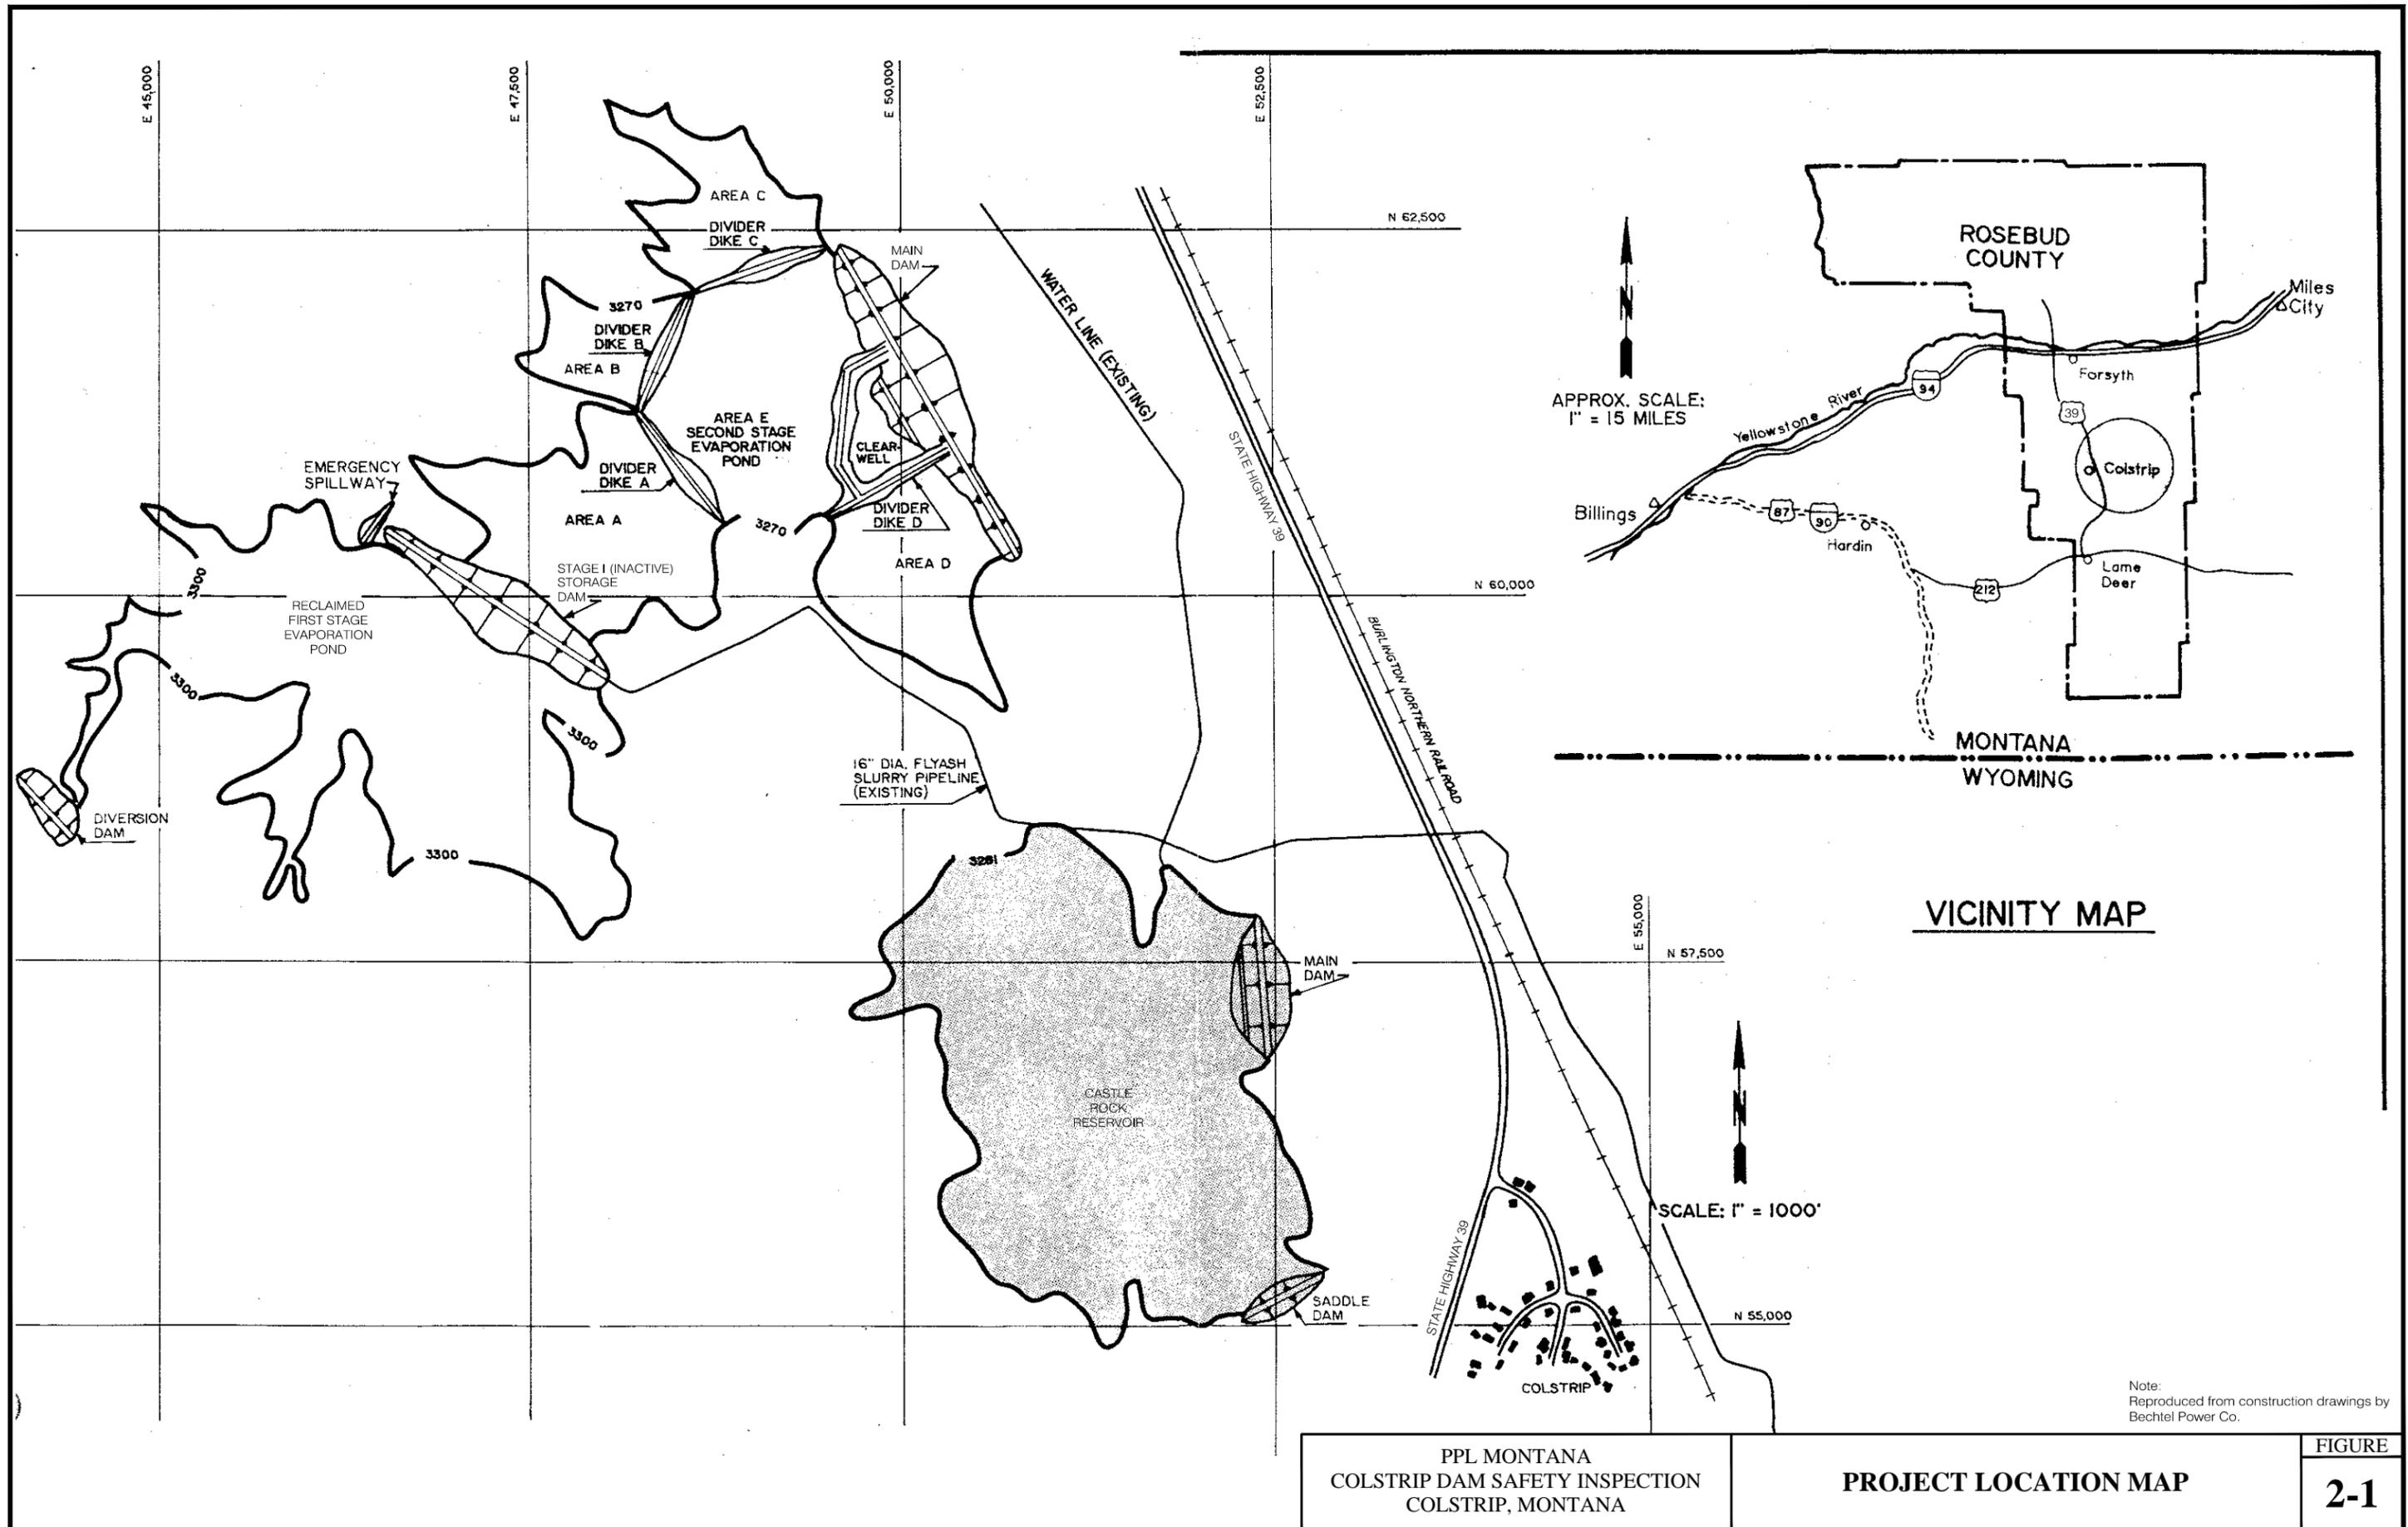 E 45,000
E 47,500
E 50,000
E 52,500
AREA C
DIVIDER
DIKE C
N 62,500
MAIN
DAM
3270
DIVIDER
DIKE B
AREA B
WATER LINE (EXISTING)
AREA E
SECOND STAGE
EVAPORATION
POND
CLEAR-
WELL
STATE HIGHWAY 39
EMERGENCY
SPILLWAY
DIVIDER
DIKE A
AREA A
3270
DIVIDER
DIKE D
AREA D
3300
STAGE I (INACTIVE)
STORAGE
DAM
N 60,000
RECLAIMED
FIRST STAGE
EVAPORATION
POND
BURLINGTON NORTHERN RAILROAD
3300
3300
16" DIA. FLYASH
SLURRY PIPELINE
(EXISTING)
DIVERSION
DAM
3300
3281
E 55,000
N 57,500
MAIN
DAM
CASTLE
ROCK
RESERVOIR
N
SCALE: 1" = 1000'
STATE HIGHWAY 39
SADDLE
DAM
N 55,000
COLSTRIP
ROSEBUD
COUNTY
N
APPROX. SCALE:
1" = 15 MILES
Miles
City
Forsyth
94
Yellowstone River
39
Colstrip
Billings
87
90
Hardin
212
Lame
Deer
MONTANA
WYOMING
VICINITY MAP
Note:
Reproduced from construction drawings by
Bechtel Power Co.
PPL MONTANA
COLSTRIP DAM SAFETY INSPECTION
COLSTRIP, MONTANA
PROJECT LOCATION MAP
FIGURE
2-1